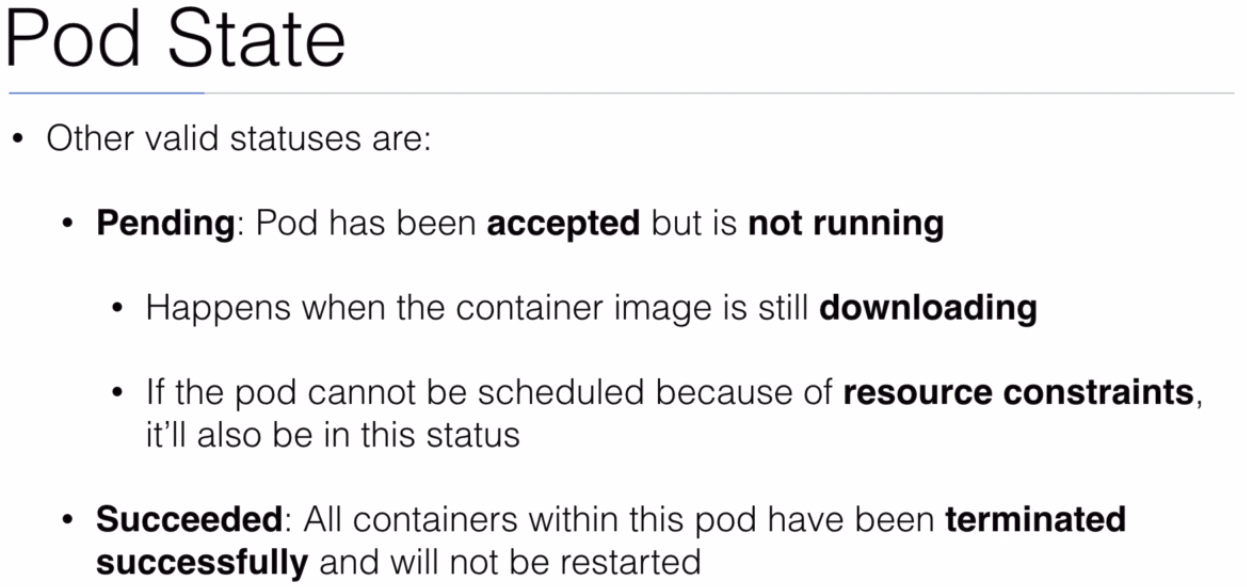 Pod State
• Other valid statuses are:
• Pending: Pod has been accepted but is not running
• Happens when the container image is still downloading
• If the pod cannot be scheduled because of resource constraints,
it’ll also be in this status
• Succeeded: All containers within this pod have been terminated
successfully and will not be restarted